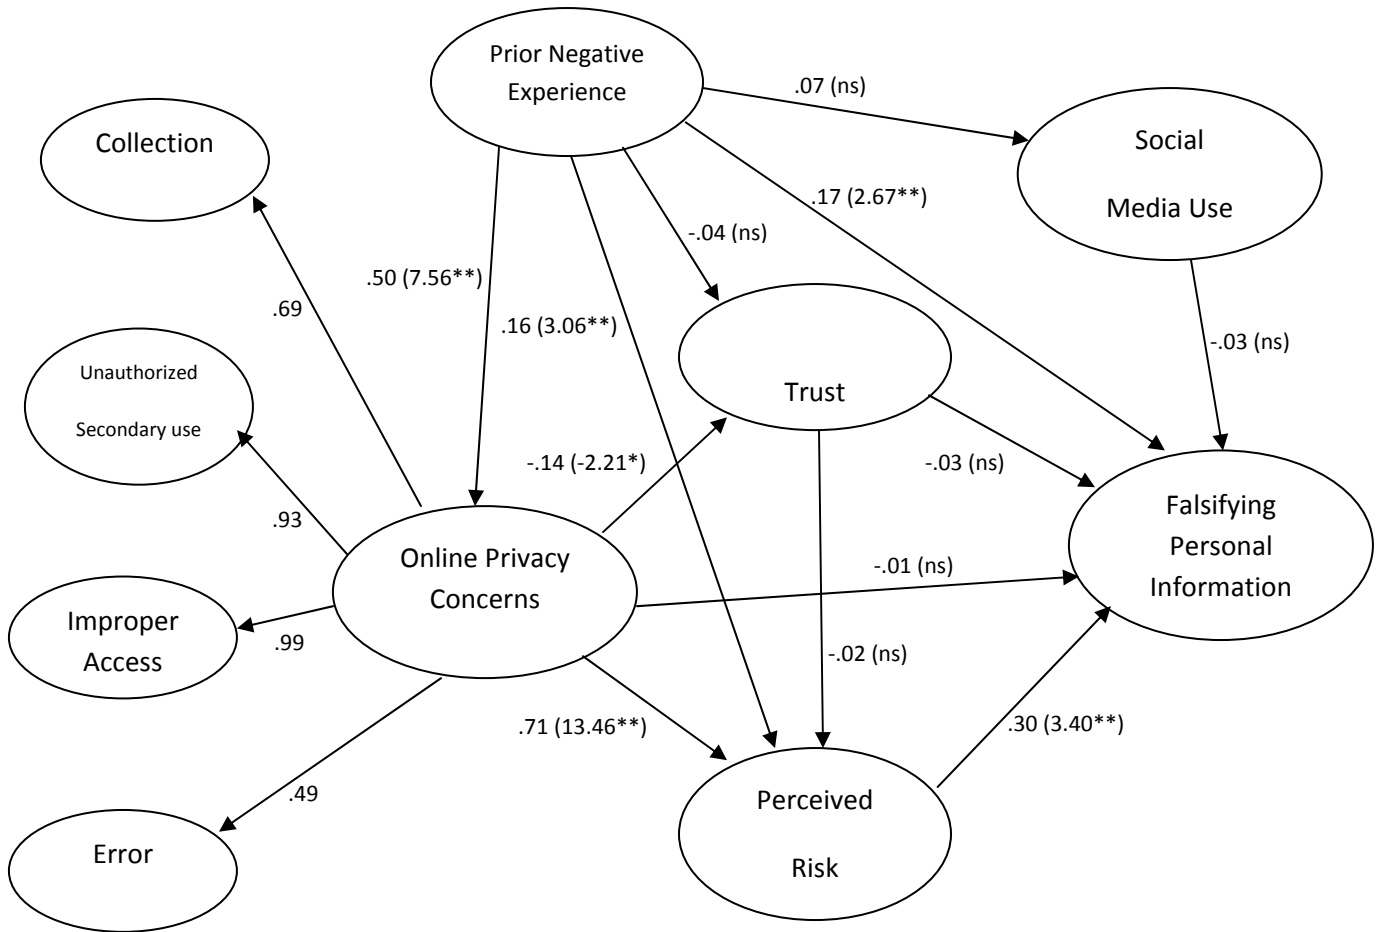 Prior Negative
Experience
.07 (ns)
Collection
Social
Media Use
.17 (2.67**)
-.04 (ns)
.50 (7.56**)
.69
.16 (3.06**)
-.03 (ns)
Unauthorized
Secondary use
Trust
-.14 (-2.21*)
-.03 (ns)
.93
Falsifying
Personal
Information
Online Privacy
Concerns
-.01 (ns)
Improper
Access
.99
-.02 (ns)
.71 (13.46**)
.30 (3.40**)
.49
Perceived
Risk
Error